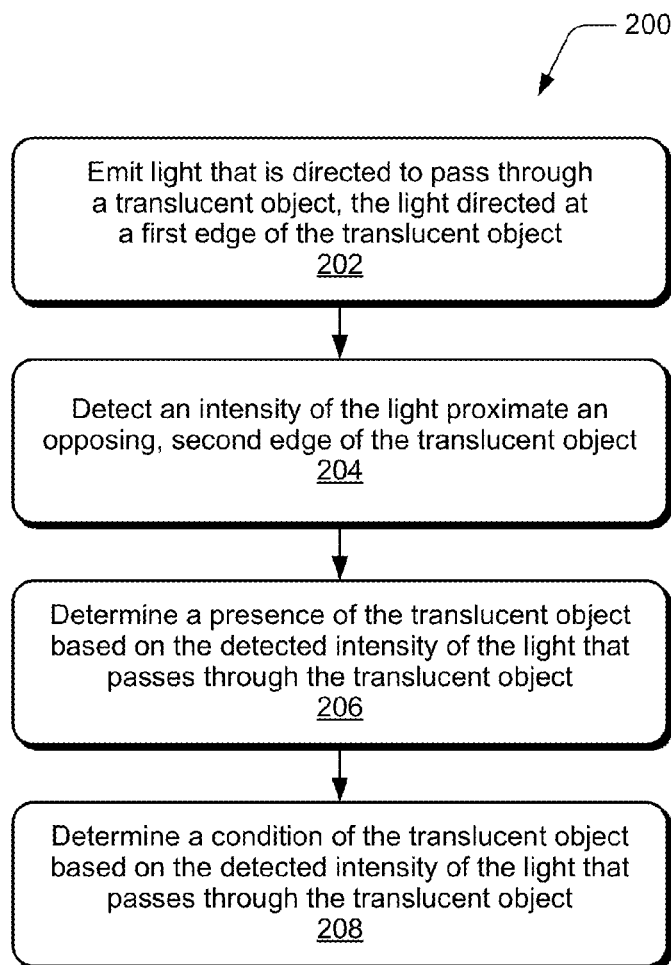 200
Emit light that is directed to pass through
a translucent object, the light directed at
a first edge of the translucent object
202
Detect an intensity of the light proximate an
opposing, second edge of the translucent object
204
Determine a presence of the translucent object
based on the detected intensity of the light that
passes through the translucent object
206
Determine a condition of the translucent object
based on the detected intensity of the light that
passes through the translucent object
208